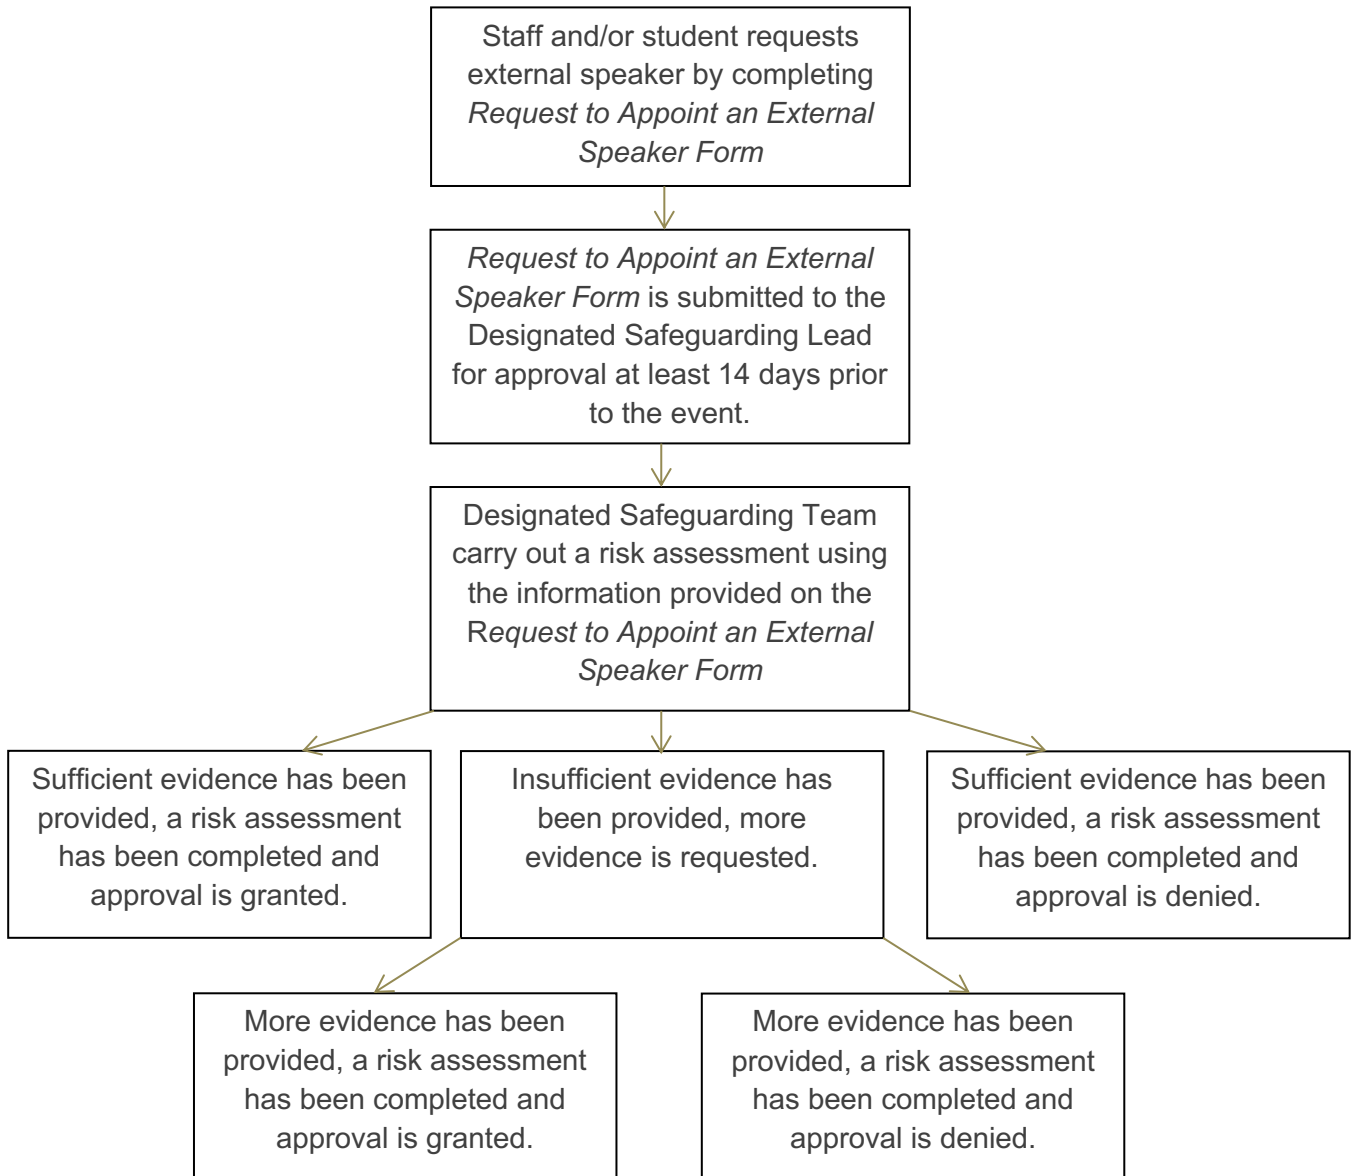 Staff and/or student requests
external speaker by completing
Request to Appoint an External
Speaker Form
Request to Appoint an External
Speaker Form is submitted to the
Designated Safeguarding Lead
for approval at least 14 days prior
to the event.
Designated Safeguarding Team
carry out a risk assessment using
the information provided on the
Request to Appoint an External
Speaker Form
Sufficient evidence has been
provided, a risk assessment
has been completed and
approval is granted.
Insufficient evidence has
been provided, more
evidence is requested.
Sufficient evidence has been
provided, a risk assessment
has been completed and
approval is denied.
More evidence has been
provided, a risk assessment
has been completed and
approval is granted.
More evidence has been
provided, a risk assessment
has been completed and
approval is denied.